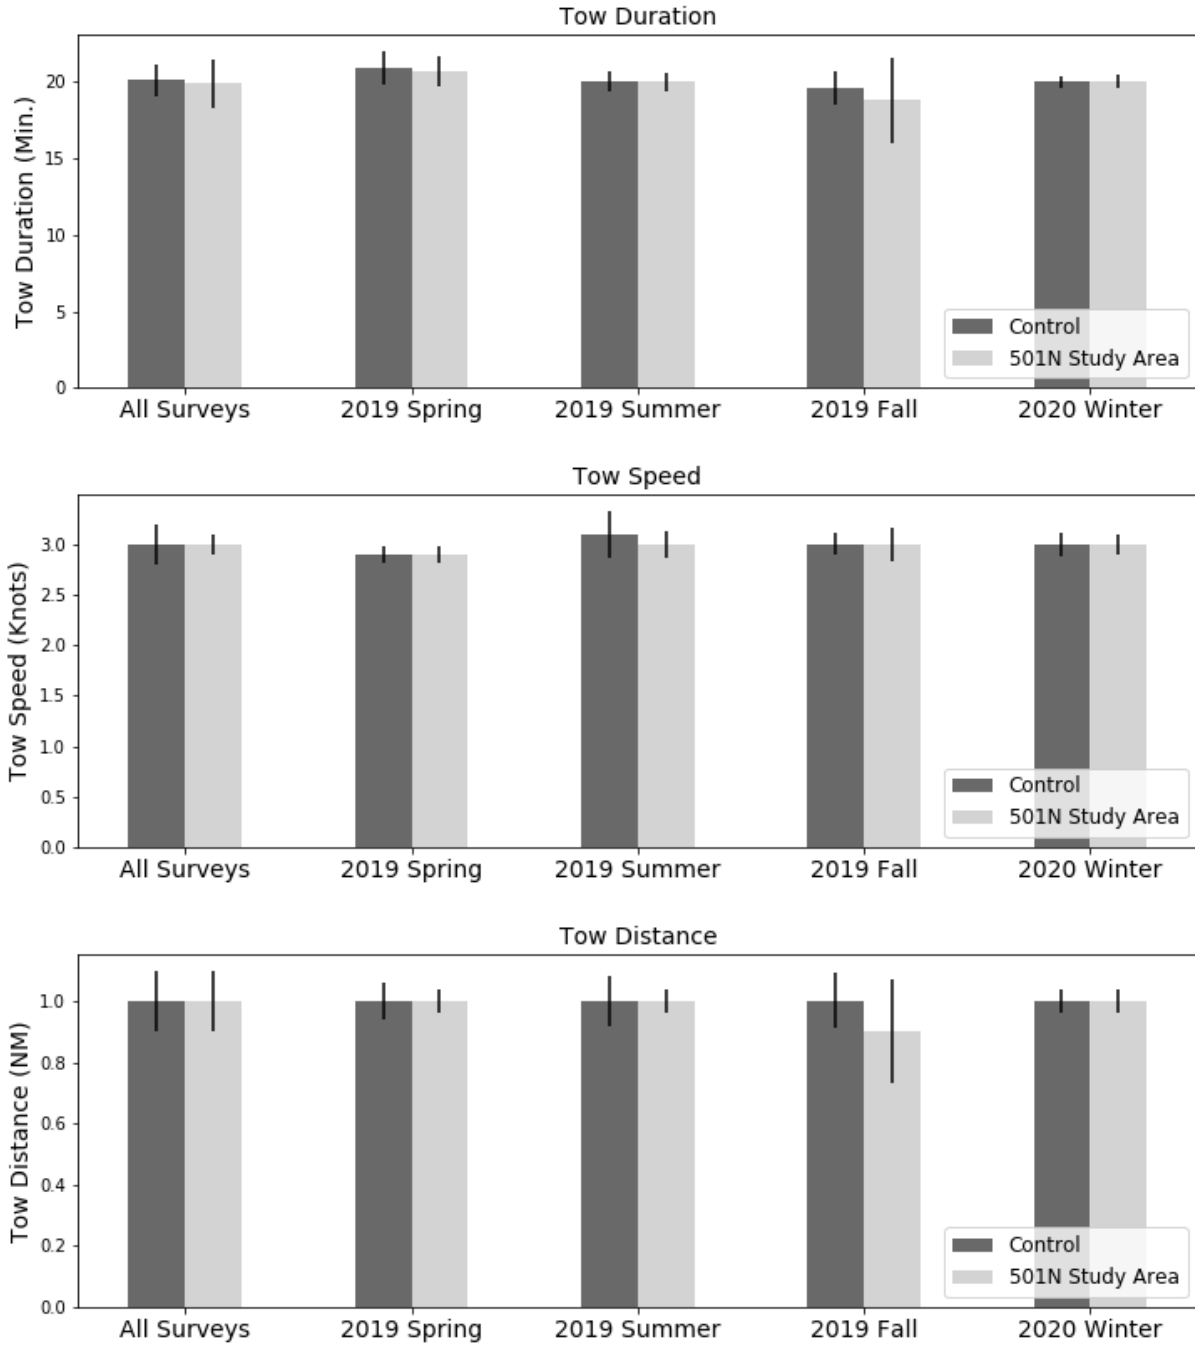 Tow Duration
Tow Duration (Min.)
20
15
10
5
0
Control
501N Study Area
All Surveys 2019 Spring 2019 Summer 2019 Fall 2020 Winter
Tow Speed
Tow Speed (Knots)
3.0
2.5
2.0
1.5
1.0
0.5
0.0
Control
501N Study Area
All Surveys 2019 Spring 2019 Summer 2019 Fall 2020 Winter
Tow Distance
Tow Distance (NM)
1.0
0.8
0.6
0.4
0.2
0.0
Control
501N Study Area
All Surveys 2019 Spring 2019 Summer 2019 Fall 2020 Winter